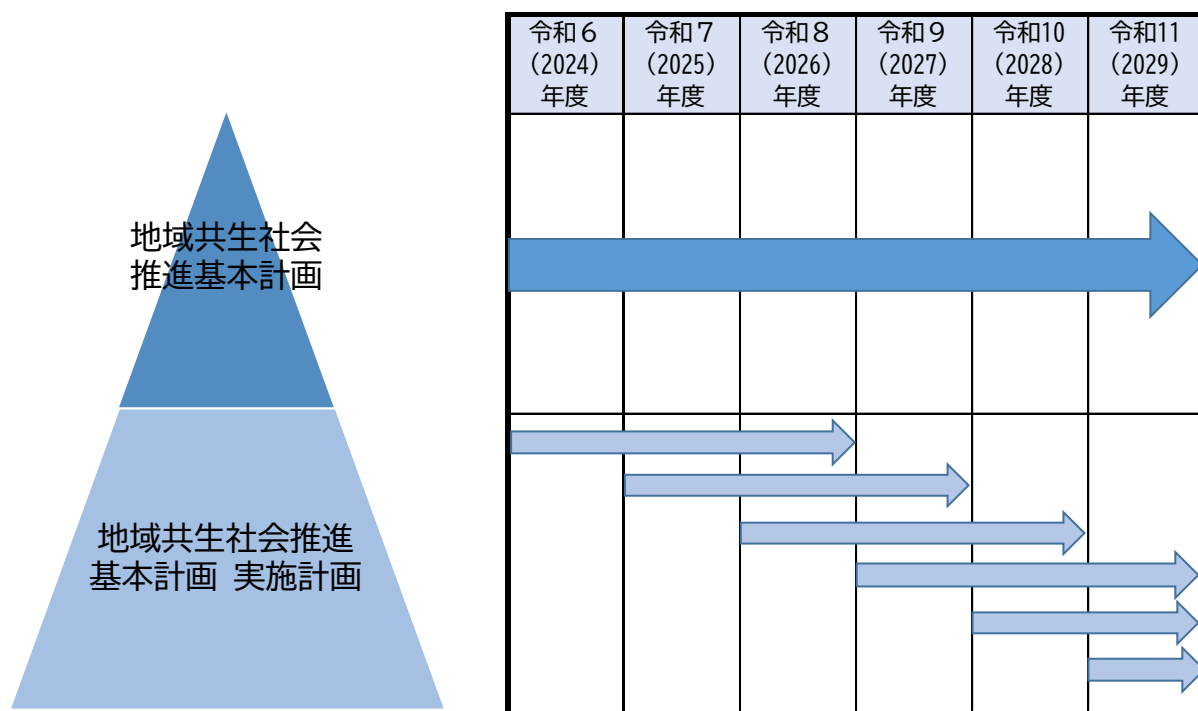 令和６
（2024）
年度
令和７
（2025）
年度
令和８
（2026）
年度
令和９
（2027）
年度
令和10
（2028）
年度
令和11
（2029）
年度
地域共生社会
推進基本計画
地域共生社会推進
基本計画 実施計画